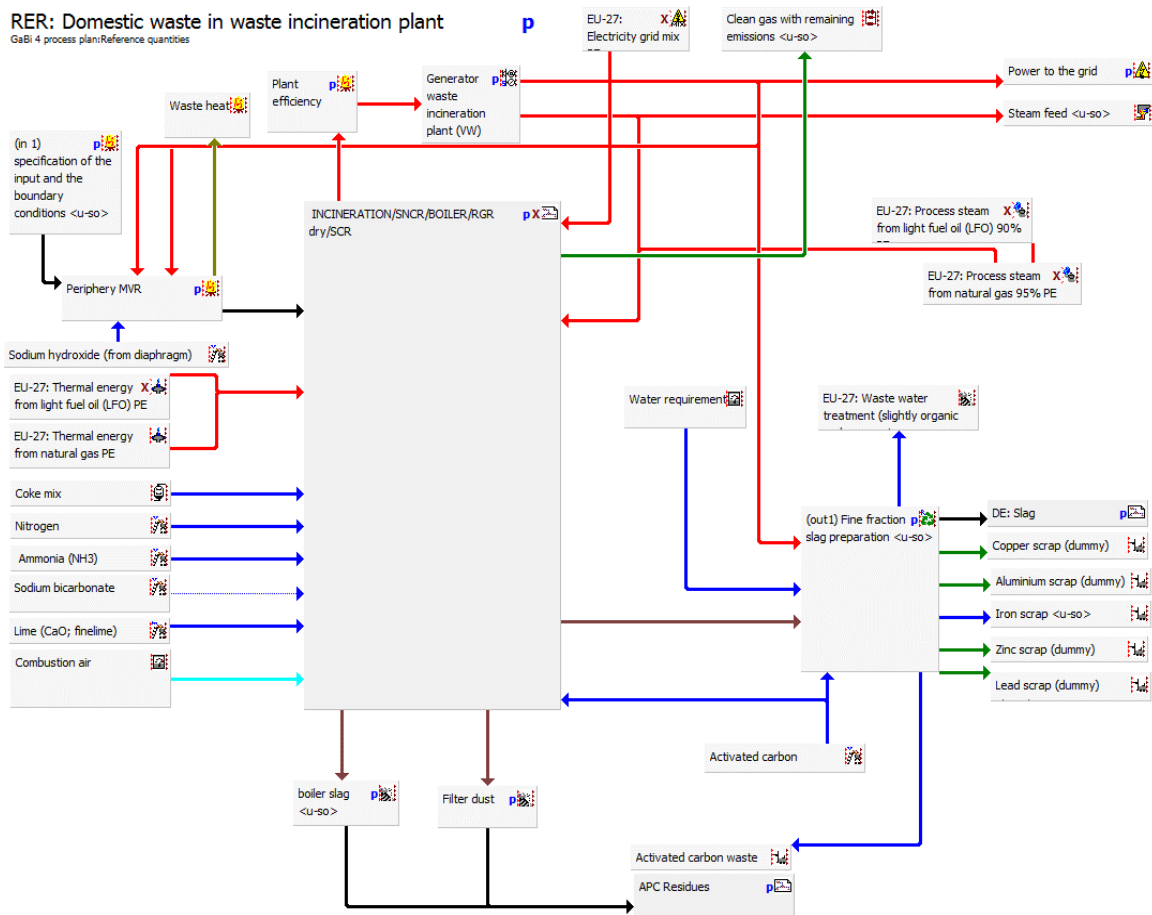 RER: Domestic waste in waste incineration plant
p
GaBi 4 process plan:Reference quantities
EU-27: X
Electricity grid mix
Clean gas with remaining
emissions <u-so>
Plant p
efficiency
Generator p
waste
incineration
plant (VW)
Power to the grid p
Waste heat
Steam feed <u-so>
(in 1) p
specification of the
input and the
boundary
conditions <u-so>
INCINERATION/SNCR/BOILER/RGR p X
dry/SCR
EU-27: Process steam X
from light fuel oil (LFO) 90%
EU-27: Process steam X
from natural gas 95% PE
Periphery MVR p
Sodium hydroxide (from diaphragm)
EU-27: Thermal energy X
from light fuel oil (LFO) PE
EU-27: Thermal energy
from natural gas PE
Water requirement
EU-27: Waste water
treatment (slightly organic
Coke mix
Nitrogen
Ammonia (NH3)
Sodium bicarbonate
Lime (CaO; finelime)
Combustion air
(out1) Fine fraction p
slag preparation <u-so>
DE: Slag p
Copper scrap (dummy)
Aluminium scrap (dummy)
Iron scrap <u-so>
Zinc scrap (dummy)
Lead scrap (dummy)
Activated carbon
boiler slag p
<u-so>
Filter dust p
Activated carbon waste
APC Residues p